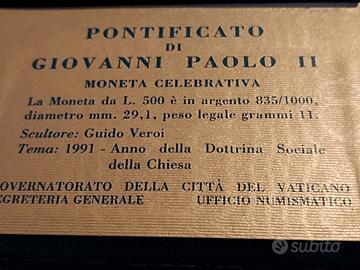 PONTIFICATO
DI
GIOVANNI PAOLO II
MONETA CELEBRATIVA
La Moneta da L. 500 è in argento 835/1000,
diametro mm. 29,1, peso legale grammi 11.
Scultore: Guido Veroi
Tema: 1991 - Anno della Dottrina Sociale
della Chiesa
OVERNATORATO DELLA CITTÀ DEL VATICANO
EGRETERIA GENERALE UFFICIO NUMISMATICO
subito